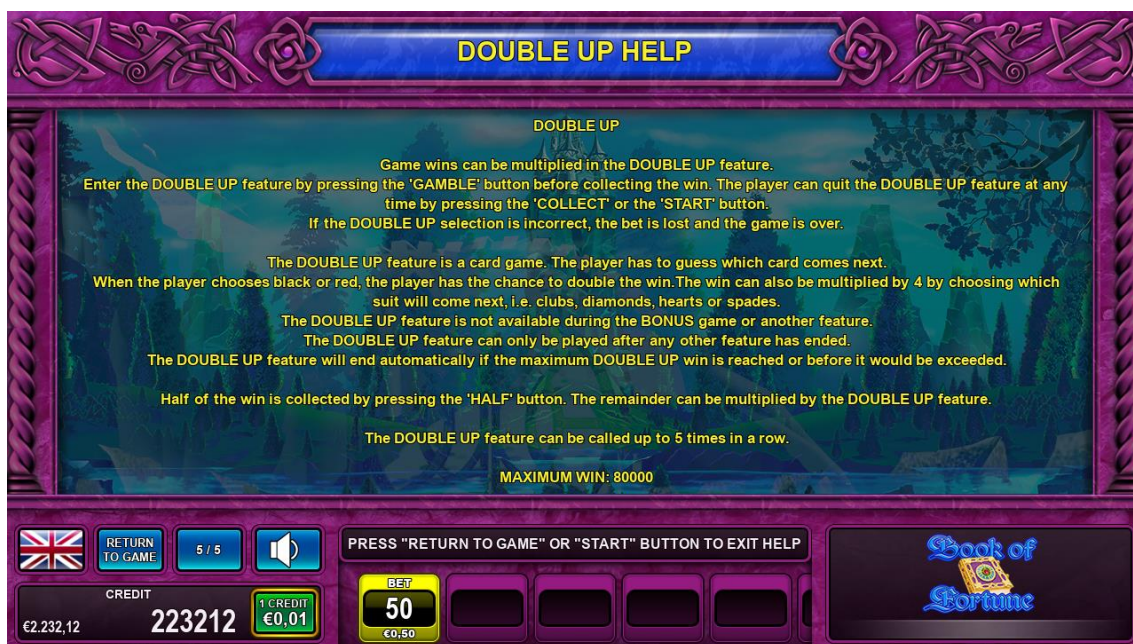 DOUBLE UP HELP
DOUBLE UP
Game wins can be multiplied in the DOUBLE UP feature.
Enter the DOUBLE UP feature by pressing the 'GAMBLE' button before collecting the win. The player can quit the DOUBLE UP feature at any
time by pressing the 'COLLECT' or the 'START' button.
If the DOUBLE UP selection is incorrect, the bet is lost and the game is over.
The DOUBLE UP feature is a card game. The player has to guess which card comes next.
When the player chooses black or red, the player has the chance to double the win.The win can also be multiplied by 4 by choosing which
suit will come next, i.e. clubs, diamonds, hearts or spades.
The DOUBLE UP feature is not available during the BONUS game or another feature.
The DOUBLE UP feature can only be played after any other feature has ended.
The DOUBLE UP feature will end automatically if the maximum DOUBLE UP win is reached or before it would be exceeded.
Half of the win is collected by pressing the 'HALF' button. The remainder can be multiplied by the DOUBLE UP feature.
The DOUBLE UP feature can be called up to 5 times in a row.
MAXIMUM WIN: 80000
RETURN
TO GAME
5 / 5
PRESS "RETURN TO GAME" OR "START" BUTTON TO EXIT HELP
CREDIT
€2.232,12
223212
1 CREDIT
€0,01
BET
50
€0,50
Book of
Fortune